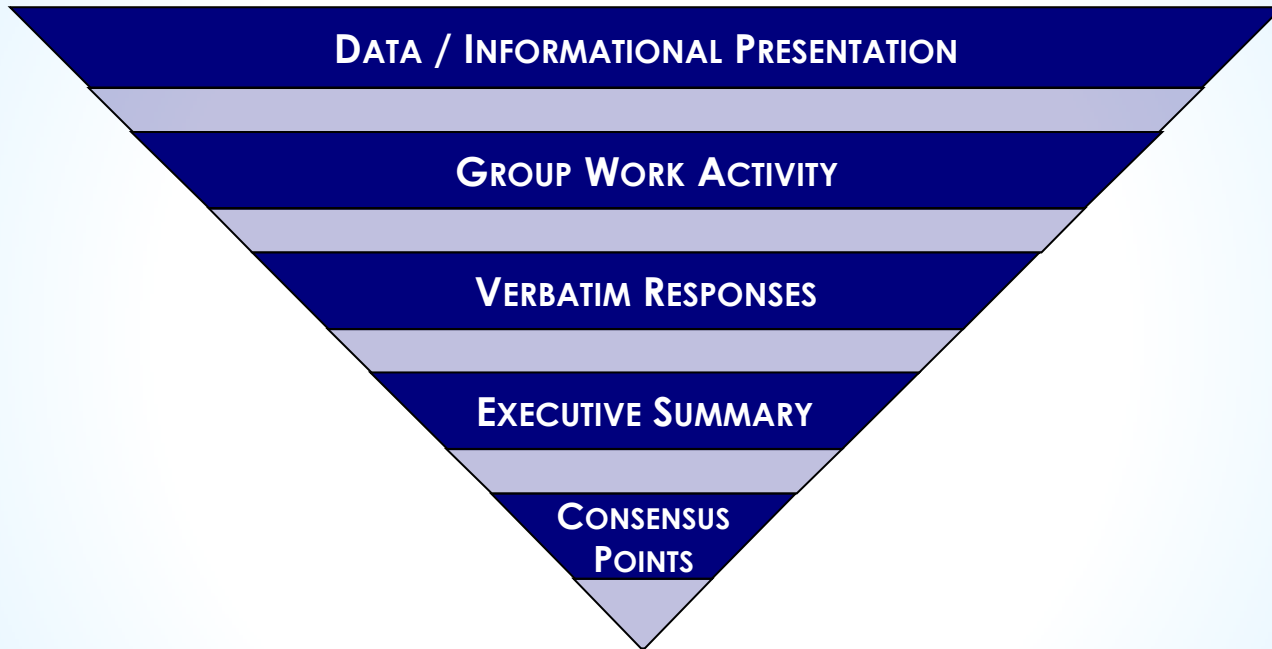 Data / Informational Presentation
Group Work Activity
Verbatim Responses
Executive Summary
Consensus
Points